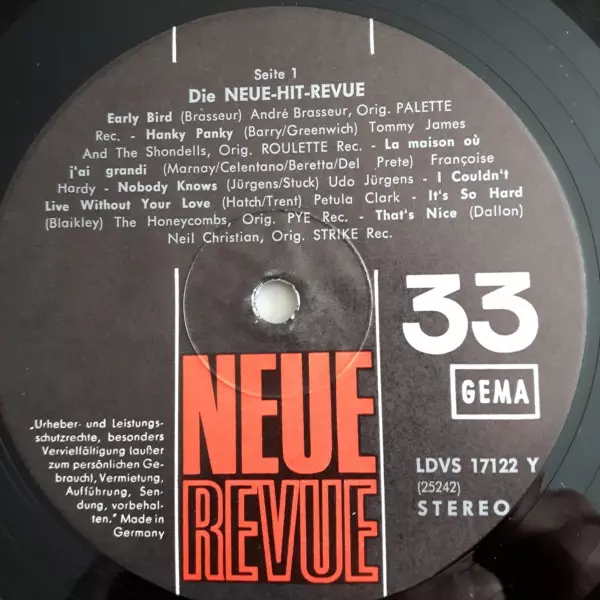 Seite 1
Die NEUE-HIT-REVUE
Early Bird (Brasseur) André Brasseur, Orig. PALETTE
Rec. - Hanky Panky (Barry/Greenwich) Tommy James
And The Shondells, Orig. ROULETTE Rec. - La maison où
j'ai grandi (Marnay/Celentano/Beretta/Del Prete) Françoise
Hardy - Nobody Knows (Jürgens/Stuck) Udo Jürgens - I Couldn't
Live Without Your Love (Hatch/Trent) Petula Clark - It's So Hard
(Blaikley) The Honeycombs, Orig. PYE Rec. - That's Nice (Dallon)
Neil Christian, Orig. STRIKE Rec.
33
GEMA
NEUE
REVUE
„Urheber- und Leistungs-
schutzrechte, besonders
Vervielfältigung (außer
zum persönlichen Ge-
brauch), Vermietung,
Aufführung, Sen-
dung, vorbehal-
ten." Made in
Germany
LDVS 17122 Y
(25242)
STEREO